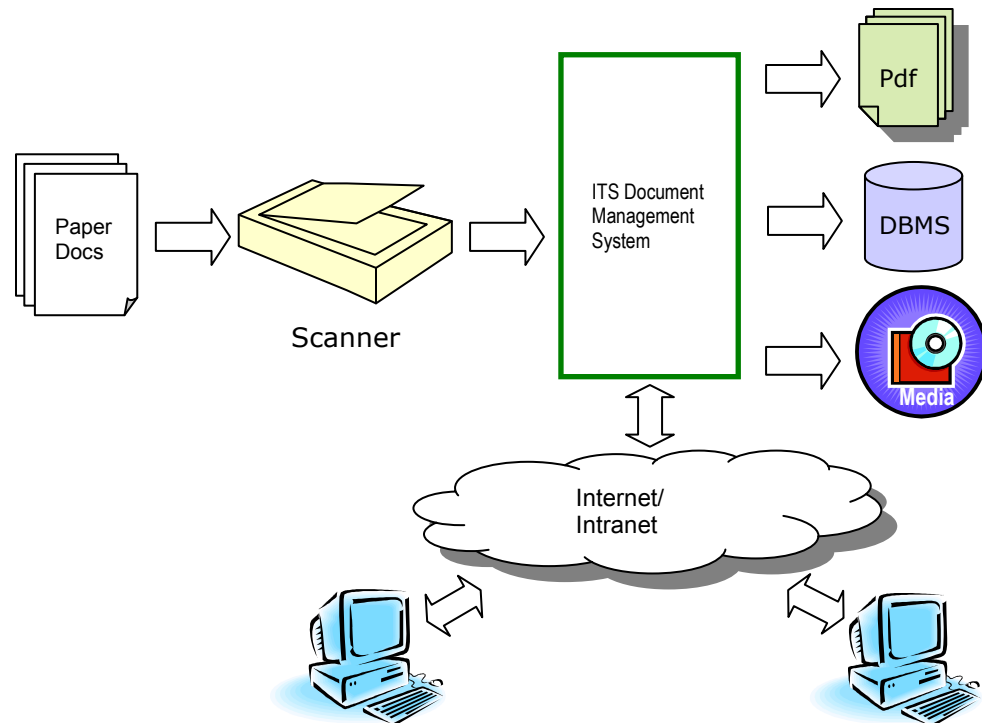 Paper
Docs
Scanner
ITS Document
Management
System
Pdf
DBMS
Media
Internet/
Intranet